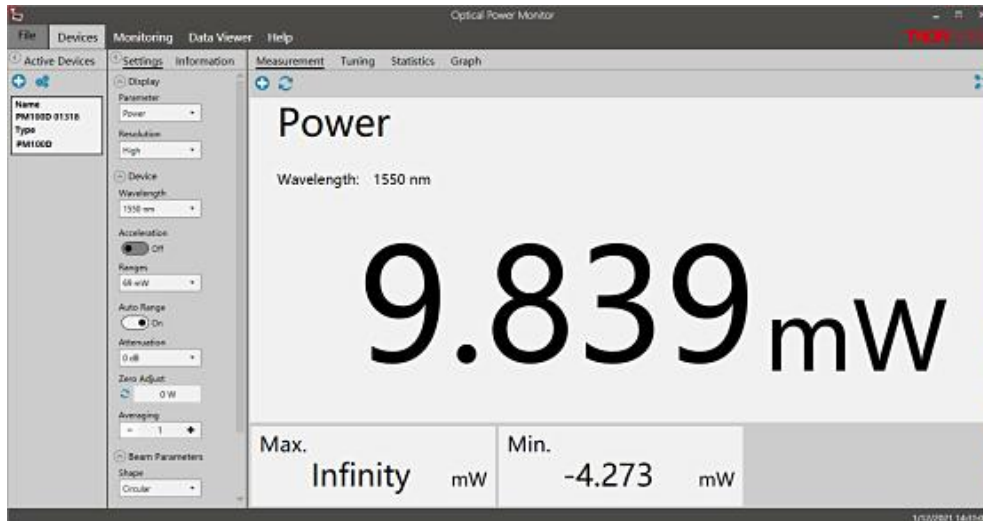 Optical Power Monitor
File Devices Monitoring Data Viewer Help
Active Devices
Settings Information
Measurement Tuning Statistics Graph
Name
PM100D 01318
Type
PM100D
Display
Parameter
Power
Resolution
High
Device
Wavelength
1550 nm
Acceleration
Off
Ranges
69 mW
Auto Range
On
Attenuation
0 dB
Zero Adjust
0 W
Averaging
- 1 +
Beam Parameters
Shape
Circular
Power
Wavelength: 1550 nm
9.839 mW
Max.
Infinity mW
Min.
-4.273 mW